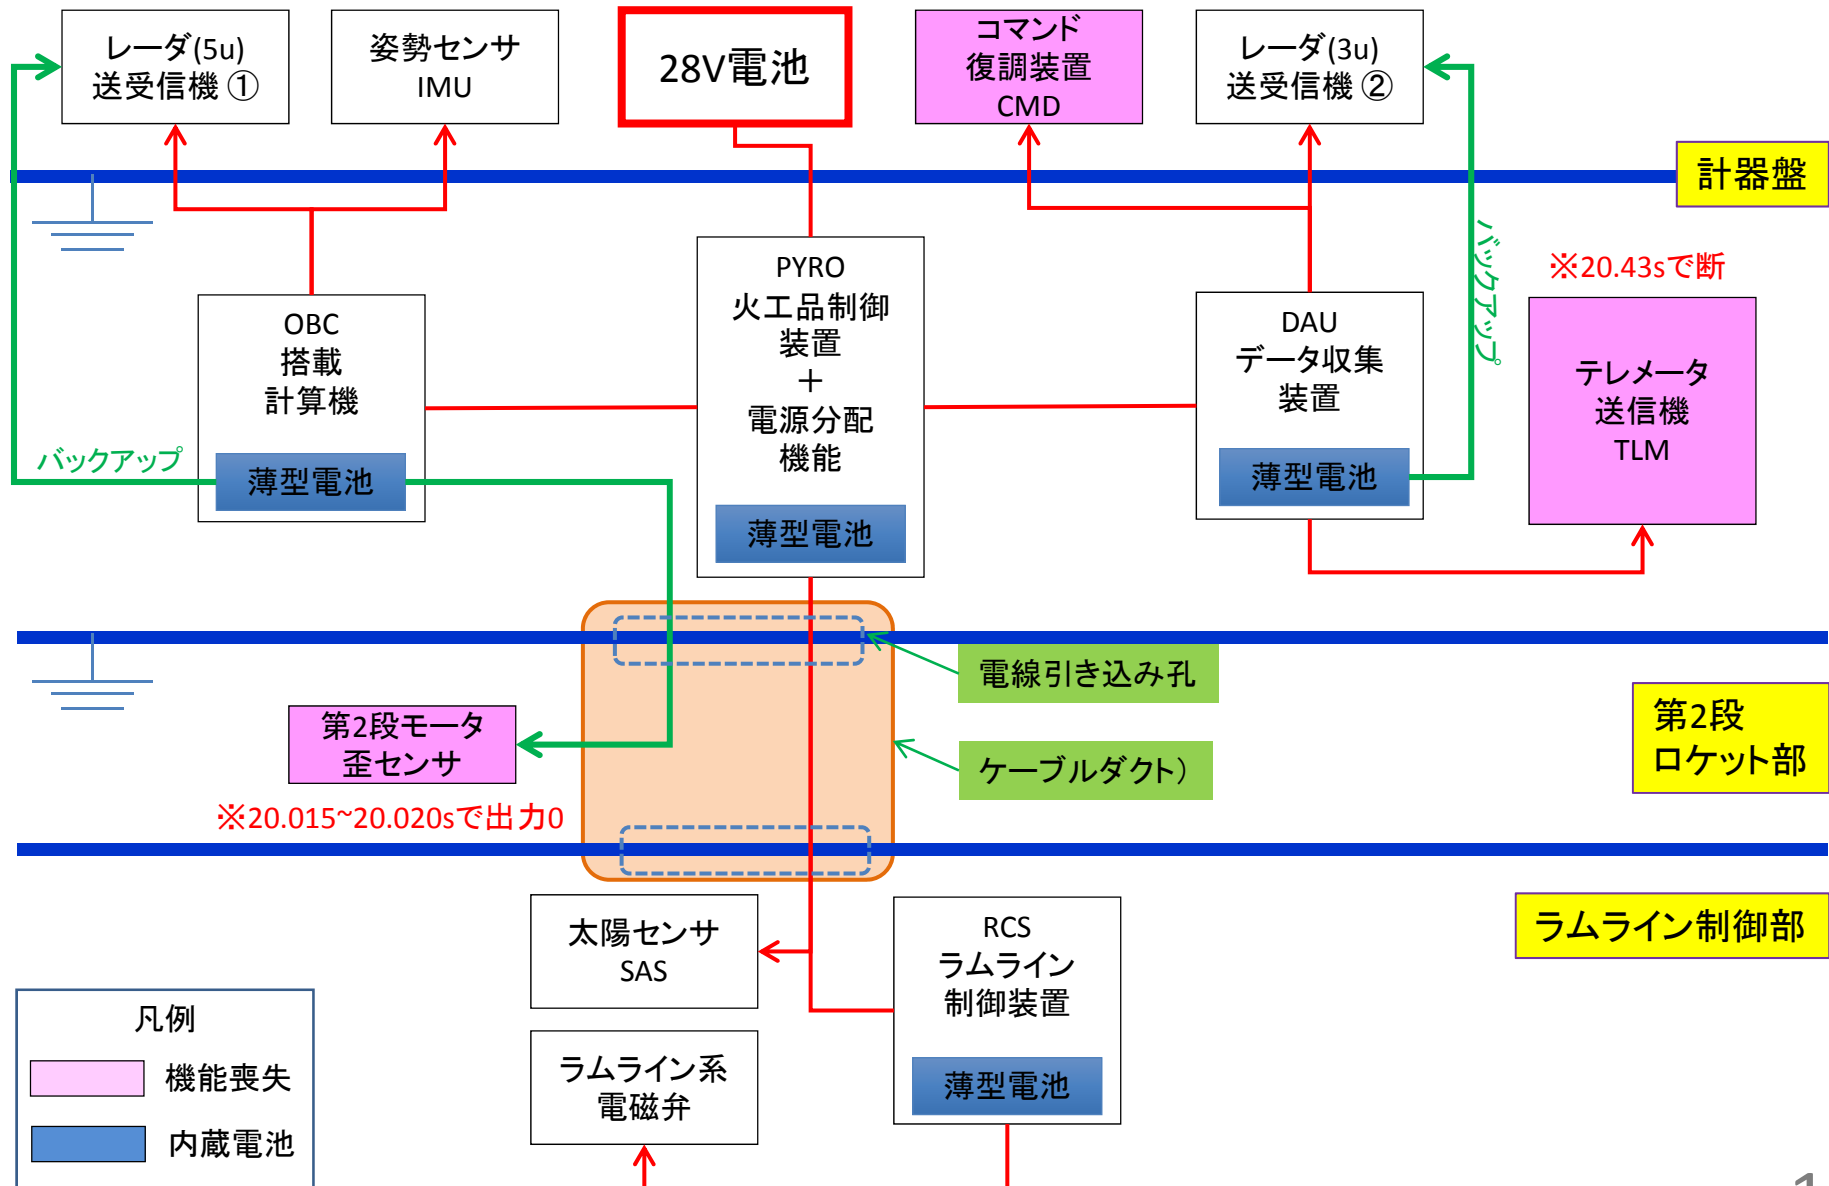 レーダ(5u)
送受信機 ①
姿勢センサ
IMU
28V電池
コマンド
復調装置
CMD
レーダ(3u)
送受信機 ②
計器盤
バックアップ
※20.43sで断
OBC
搭載
計算機
薄型電池
バックアップ
PYRO
火工品制御
装置
＋
電源分配
機能
薄型電池
DAU
データ収集
装置
薄型電池
テレメータ
送信機
TLM
電線引き込み孔
第2段モータ
歪センサ
ケーブルダクト）
第2段
ロケット部
※20.015~20.020sで出力0
太陽センサ
SAS
RCS
ラムライン
制御装置
薄型電池
ラムライン制御部
ラムライン系
電磁弁
凡例
機能喪失
内蔵電池
1